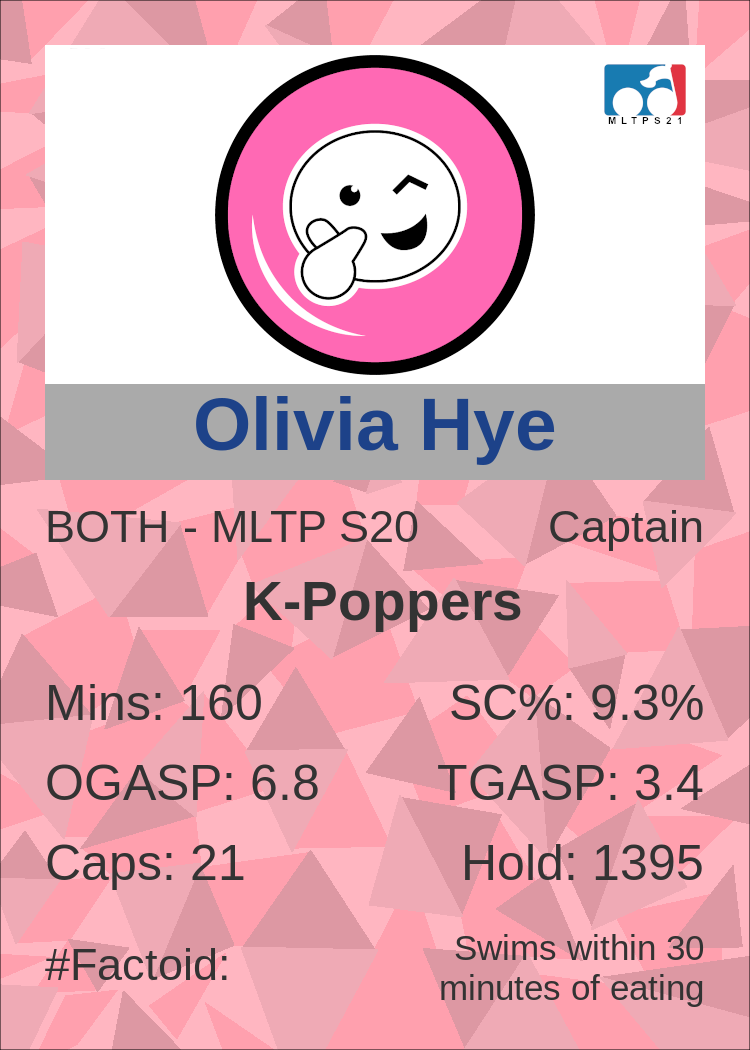 MLTPS21
Olivia Hye
BOTH - MLTP S20 Captain
K-Poppers
Mins: 160 SC%: 9.3%
OGASP: 6.8 TGASP: 3.4
Caps: 21 Hold: 1395
#Factoid:
Swims within 30
minutes of eating